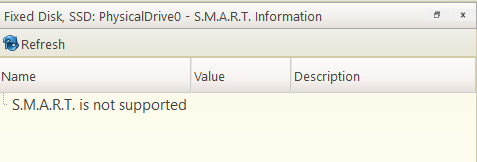 Fixed Disk, SSD: PhysicalDrive0 - S.M.A.R.T. Information
Refresh
Name Value Description
S.M.A.R.T. is not supported